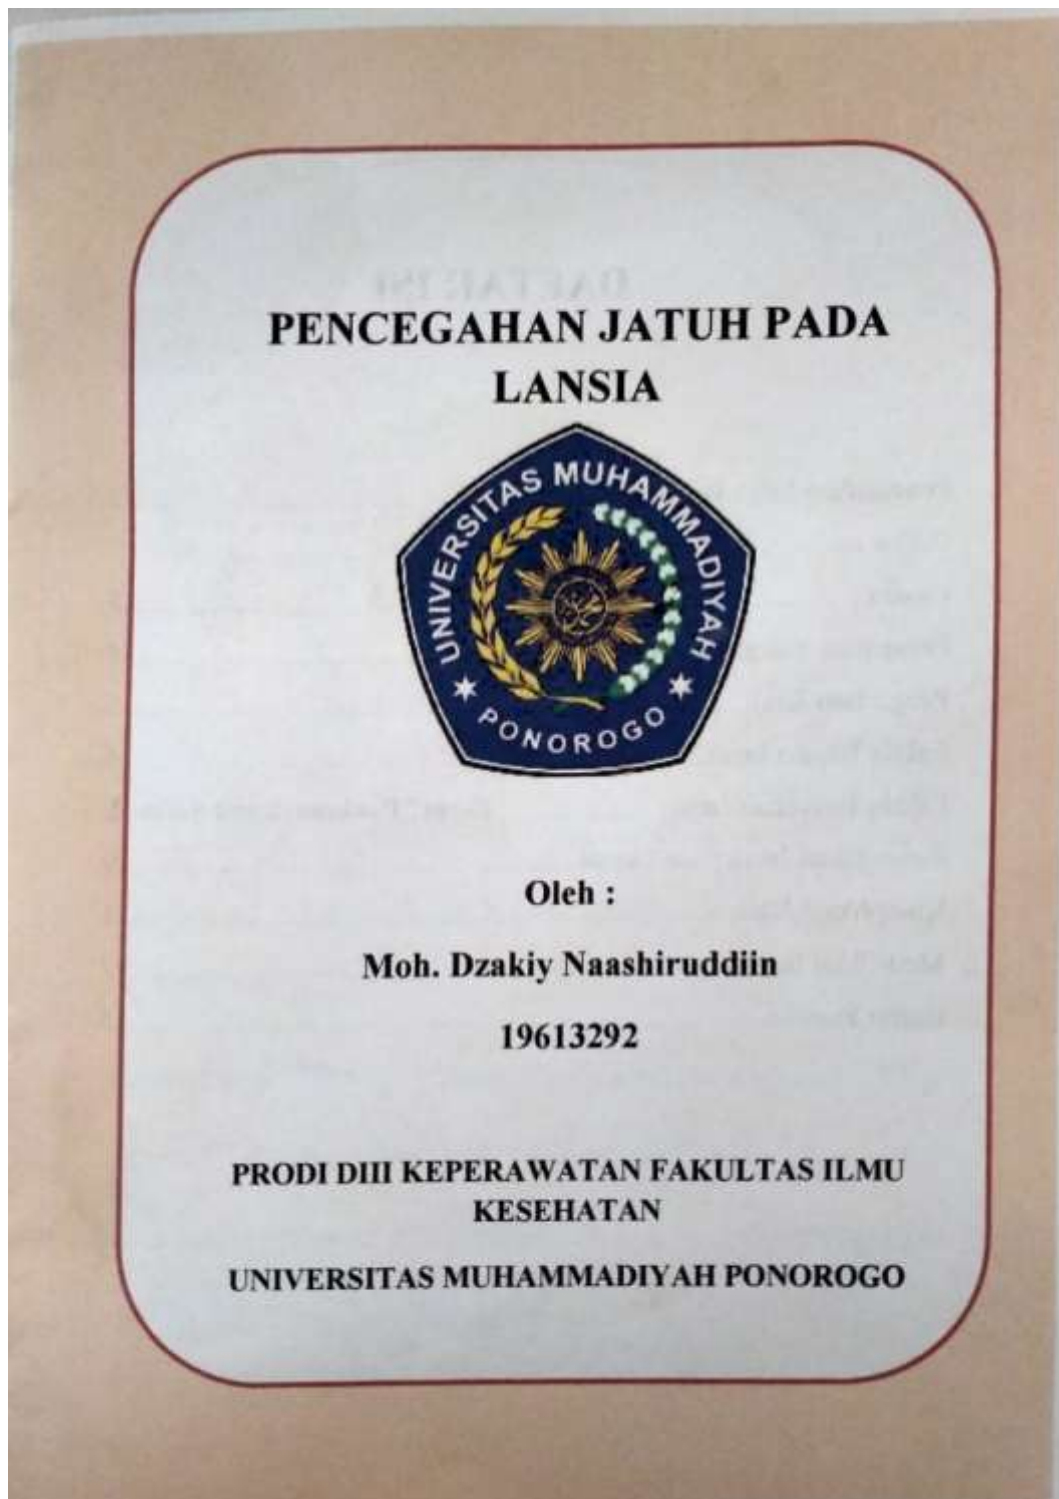 PENCEGAHAN JATUH PADA
LANSIA
UNIVERSITAS MUHAMMADIYAH
PONOROGO
Oleh :
Moh. Dzakiy Naashiruddiin
19613292
PRODI DIII KEPERAWATAN FAKULTAS ILMU
KESEHATAN
UNIVERSITAS MUHAMMADIYAH PONOROGO